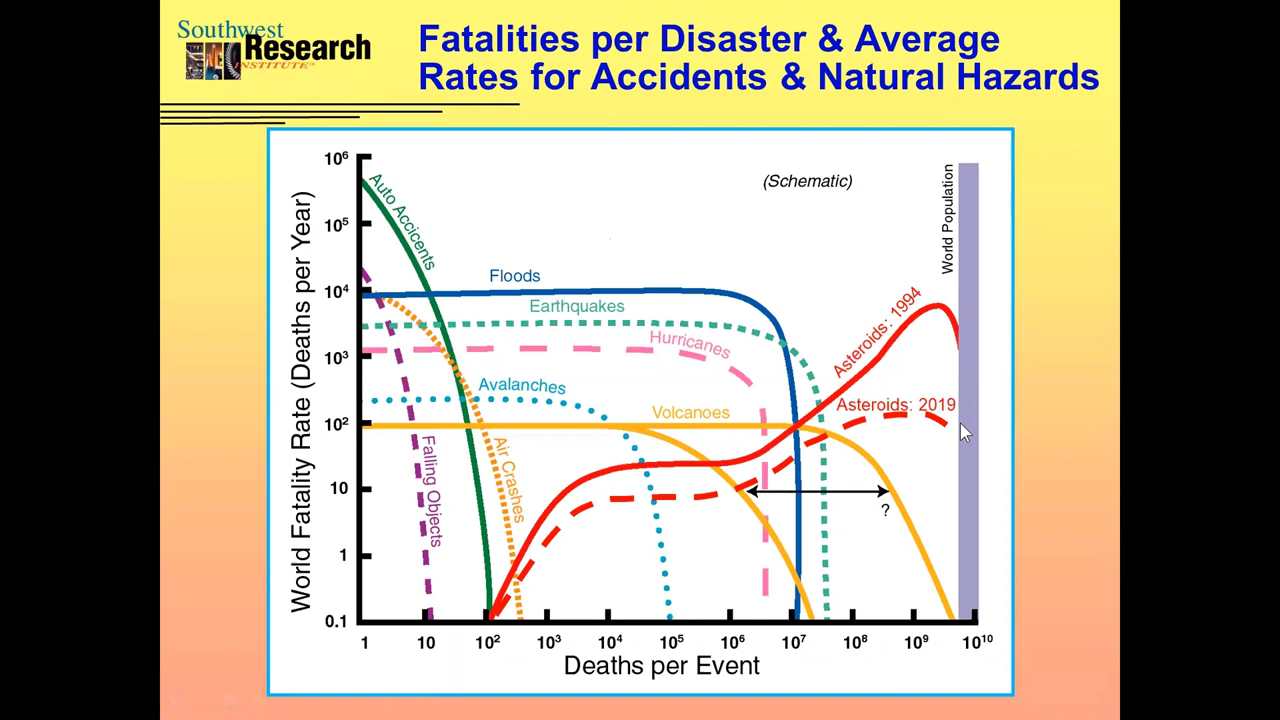 Southwest
Research
INSTITUTE℠
Fatalities per Disaster & Average
Rates for Accidents & Natural Hazards
World Fatality Rate (Deaths per Year)
10⁶
10⁵
10⁴
10³
10²
10
1
0.1
(Schematic)
World Population
Auto Accicents
Floods
Earthquakes
Hurricanes
Avalanches
Volcanoes
Asteroids: 1994
Asteroids: 2019
Falling Objects
Air Crashes
?
1 10 10² 10³ 10⁴ 10⁵ 10⁶ 10⁷ 10⁸ 10⁹ 10¹⁰
Deaths per Event